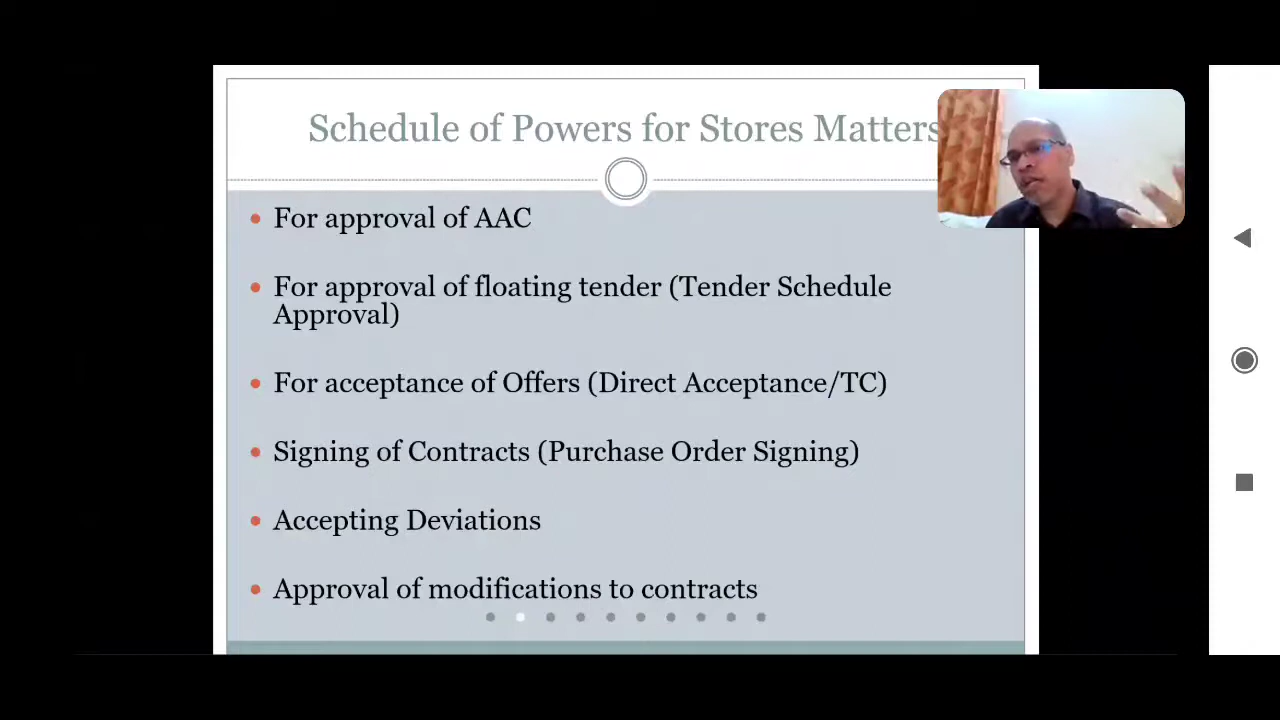 Schedule of Powers for Stores Matters
• For approval of AAC
• For approval of floating tender (Tender Schedule
Approval)
• For acceptance of Offers (Direct Acceptance/TC)
• Signing of Contracts (Purchase Order Signing)
• Accepting Deviations
• Approval of modifications to contracts